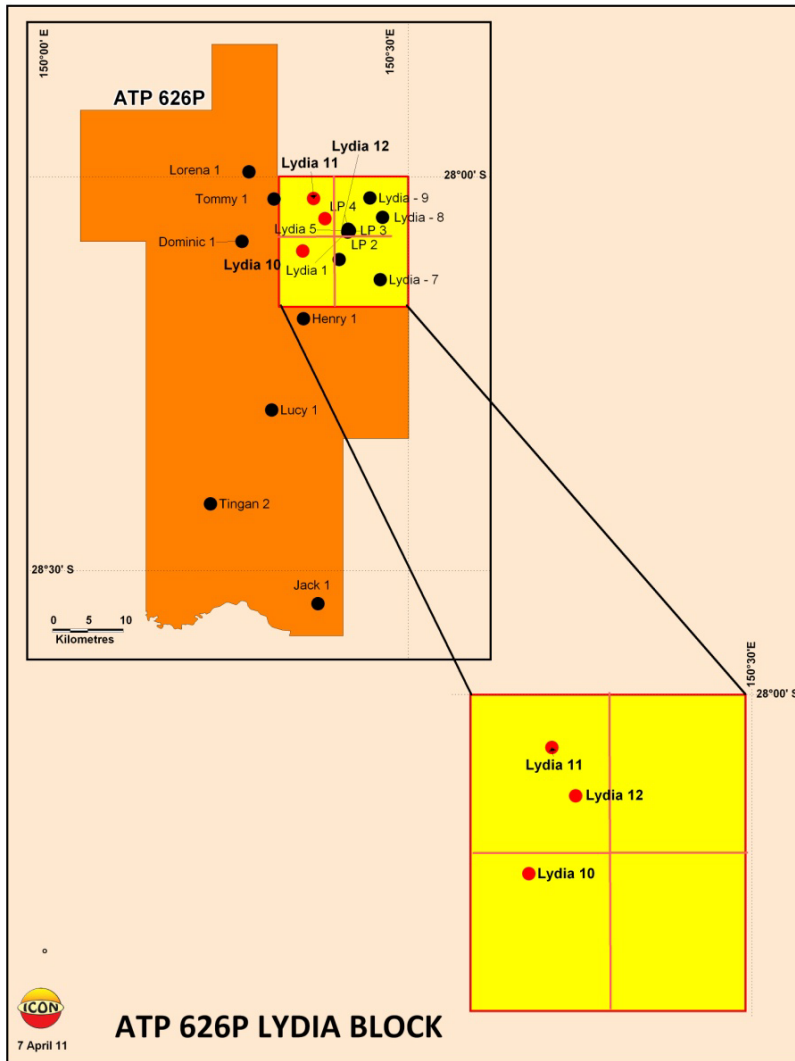 150°00' E
150°30'E
ATP 626P
Lydia 12
Lydia 11
Lorena 1
28°00' S
Tommy 1
LP 4
Lydia - 9
Lydia 5
LP 3
Lydia - 8
Dominic 1
LP 2
Lydia 10
Lydia 1
Lydia - 7
Henry 1
Lucy 1
Tingan 2
28°30' S
Jack 1
0 5 10
Kilometres
150°30'E
28°00' S
Lydia 11
Lydia 12
Lydia 10
ICON
7 April 11
ATP 626P LYDIA BLOCK